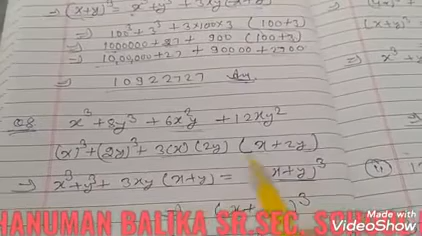 ⇒ (x+y)³ = x³+y³+3xy(x+y)
⇒ 100³ + 3³ + 3×100×3 (100+3)
⇒ 1000000 + 27 + 900 (100+3)
⇒ 10,00,000 + 27 + 90000 + 2700
⇒ 10922727 Ans
Q8 x³ + 8y³ + 6x²y + 12xy²
(x)³ + (2y)³ + 3(x)(2y) (x+2y)
⇒ x³+y³ + 3xy (x+y) = x+y)³
HANUMAN BALIKA SR.SEC.
Made with
VideoShow